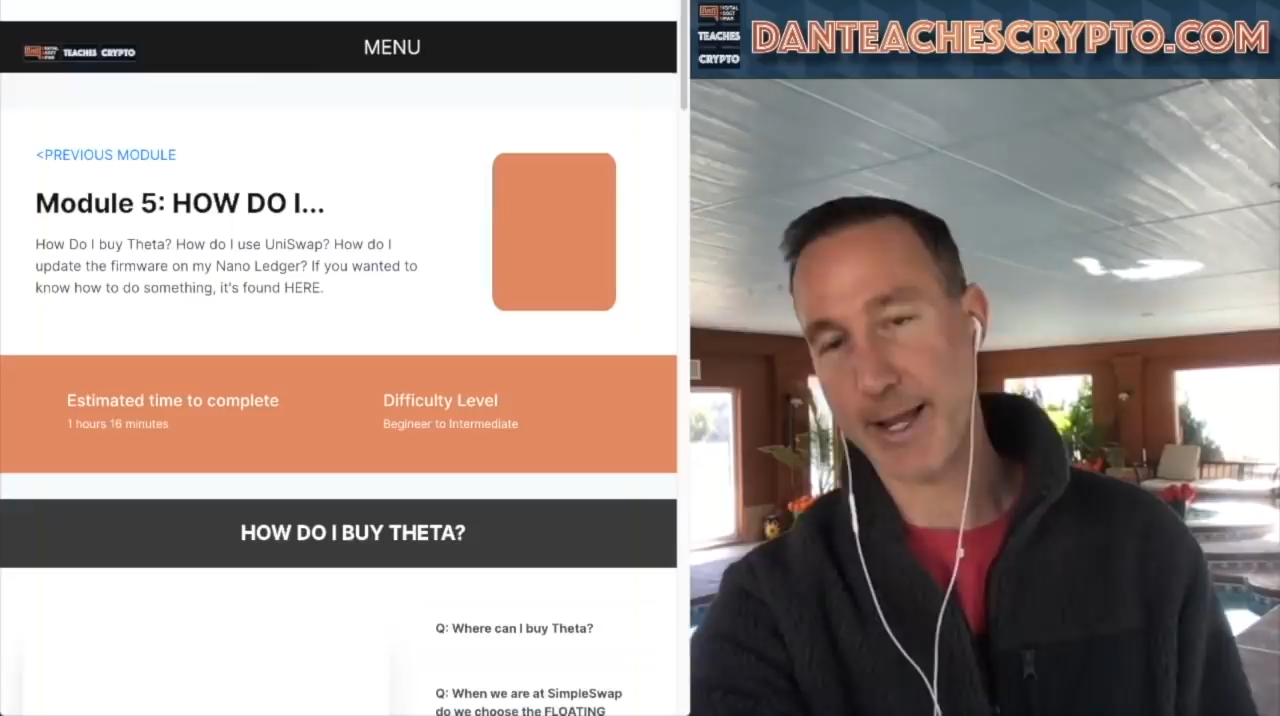 TEACHES CRYPTO
MENU
<PREVIOUS MODULE
Module 5: HOW DO I...
How Do I buy Theta? How do I use UniSwap? How do I
update the firmware on my Nano Ledger? If you wanted to
know how to do something, it's found HERE.
Estimated time to complete
1 hours 16 minutes
Difficulty Level
Begineer to Intermediate
HOW DO I BUY THETA?
Q: Where can I buy Theta?
Q: When we are at SimpleSwap
do we choose the FLOATING
TEACHES
CRYPTO
DANTEACHESCRYPTO.COM